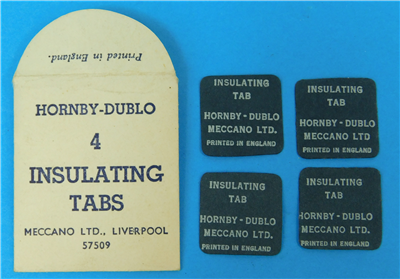 Printed in England.
HORNBY-DUBLO
4
INSULATING
TABS
MECCANO LTD., LIVERPOOL
57509
INSULATING
TAB
HORNBY-DUBLO
MECCANO LTD.
PRINTED IN ENGLAND
INSULATING
TAB
HORNBY-DUBLO
MECCANO LTD.
PRINTED IN ENGLAND
INSULATING
TAB
HORNBY-DUBLO
MECCANO LTD.
PRINTED IN ENGLAND
INSULATING
TAB
HORNBY-DUBLO
MECCANO LTD.
PRINTED IN ENGLAND